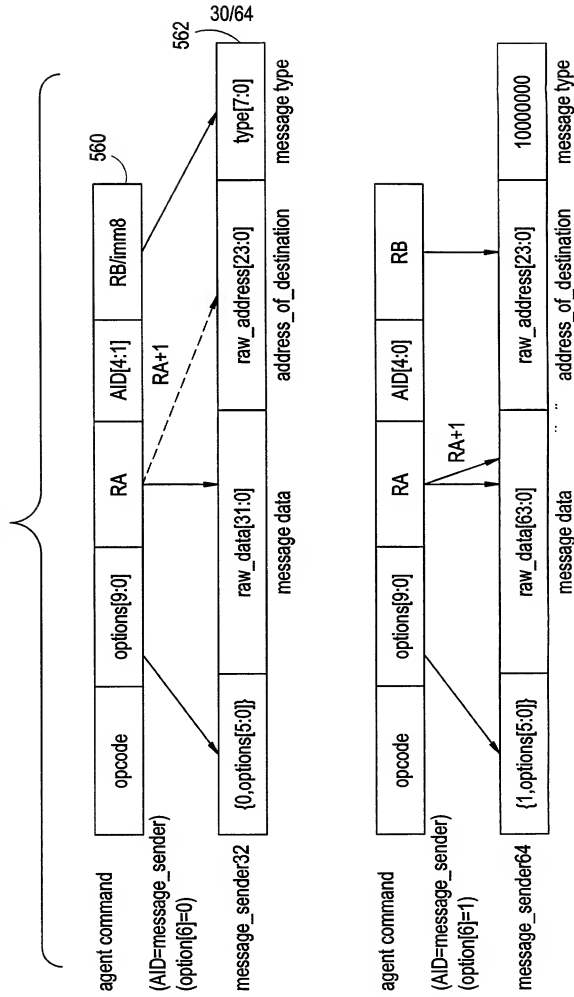 30/64
560
562
agent command
opcode
options[9:0]
RA
AID[4:1]
RB/imm8
(AID=message_sender)
(option[6]=0)
RA+1
message_sender32
{0,options[5:0]}
raw_data[31:0]
raw_address[23:0]
type[7:0]
message data
address_of_destination
message type
agent command
opcode
options[9:0]
RA
AID[4:0]
RB
(AID=message_sender)
(option[6]=1)
RA+1
message_sender64
{1,options[5:0]}
raw_data[63:0]
raw_address[23:0]
10000000
message data
address_of_destination
message type